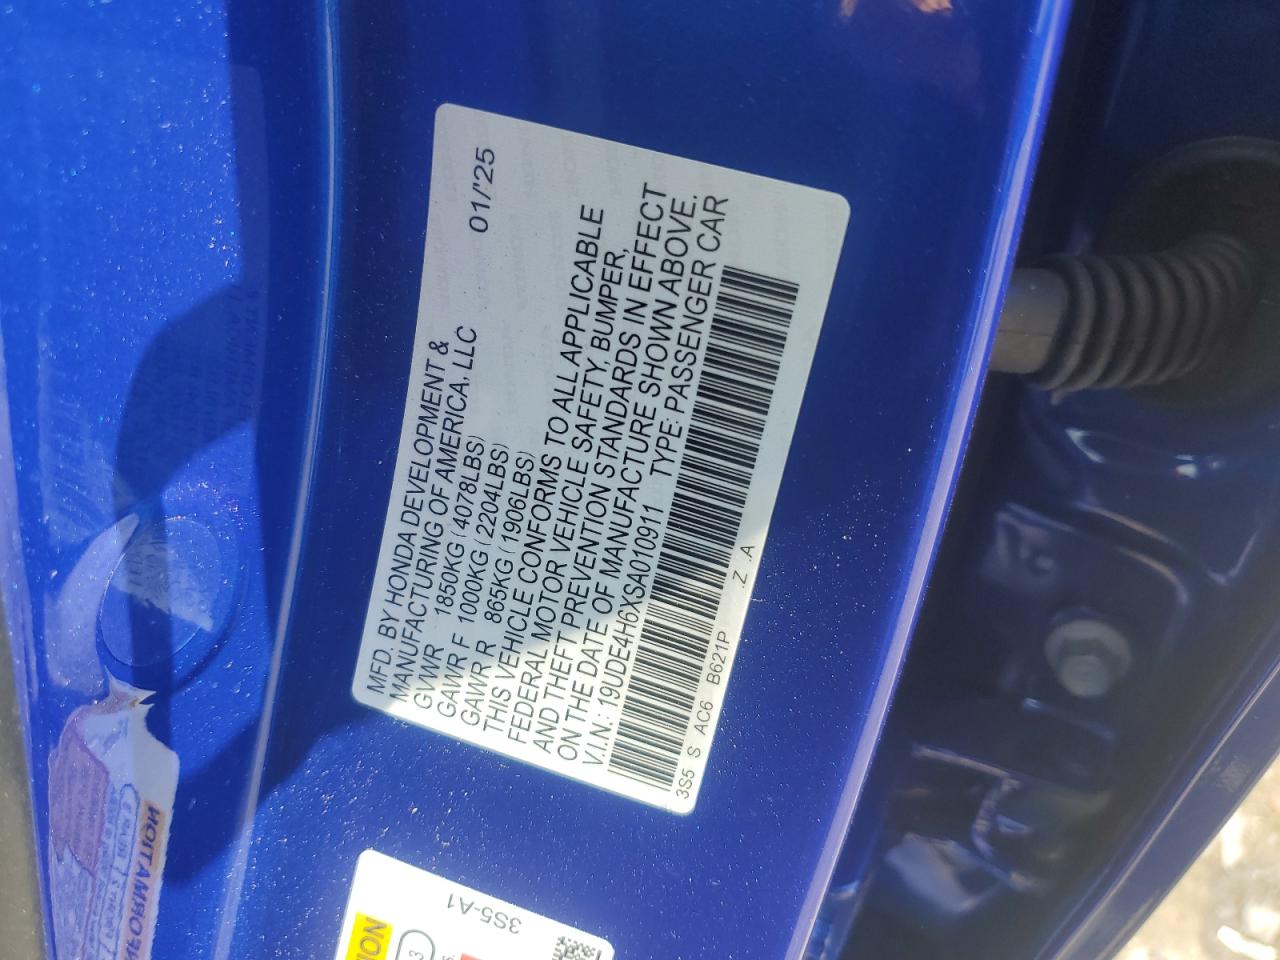 MFD. BY HONDA DEVELOPMENT &
MANUFACTURING OF AMERICA, LLC 01/'25
GVWR 1850KG (4078LBS)
GAWR F 1000KG (2204LBS)
GAWR R 865KG (1906LBS)
THIS VEHICLE CONFORMS TO ALL APPLICABLE
FEDERAL MOTOR VEHICLE SAFETY, BUMPER,
AND THEFT PREVENTION STANDARDS IN EFFECT
ON THE DATE OF MANUFACTURE SHOWN ABOVE.
V.I.N.: 19UDE4H6XSA010911 TYPE: PASSENGER CAR
3S5 S AC6 B621P .Z .A
3S5-A1